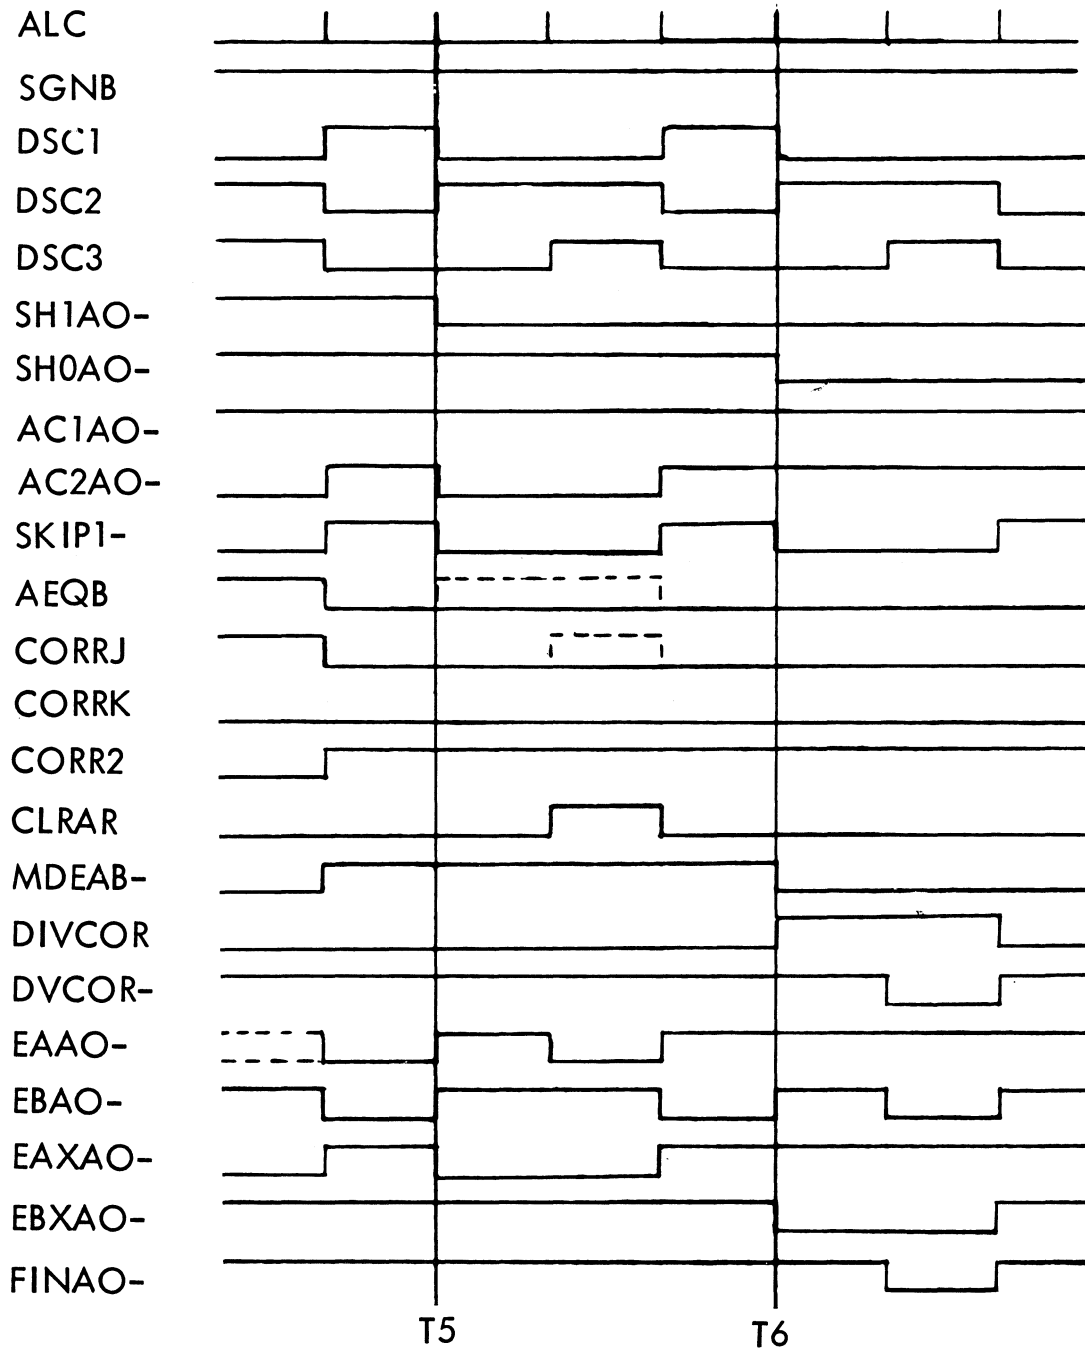 ALC
SGNB
DSC1
DSC2
DSC3
SH1AO-
SH0AO-
AC1AO-
AC2AO-
SKIP1-
AEQB
CORRJ
CORRK
CORR2
CLRAR
MDEAB-
DIVCOR
DVCOR-
EAAO-
EBAO-
EAXAO-
EBXAO-
FINAO-
T5 T6